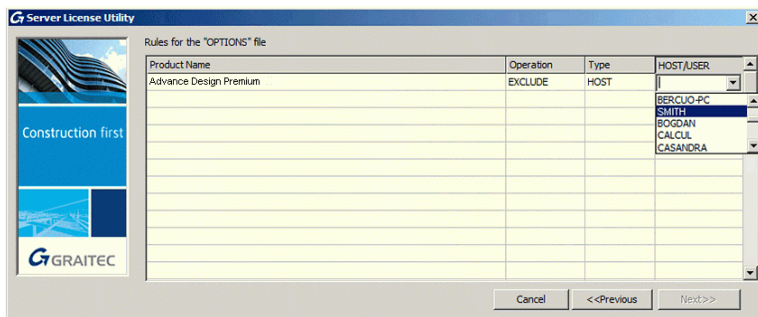 Server License Utility
Rules for the "OPTIONS" file
Product Name Operation Type HOST/USER
Advance Design Premium EXCLUDE HOST
BERCUO-PC
SMITH
BOGDAN
CALCUL
CASANDRA
Construction first
GRAITEC
Cancel <<Previous Next>>